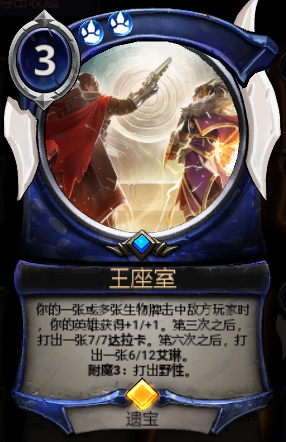 3
王座室
你的一张或多张生物牌击中敌方玩家时
，你的英雄获得+1/+1。第三次之后，
打出一张7/7达拉卡。第六次之后，打
出一张6/12艾琳。
附魔3：打出野性。
遗宝